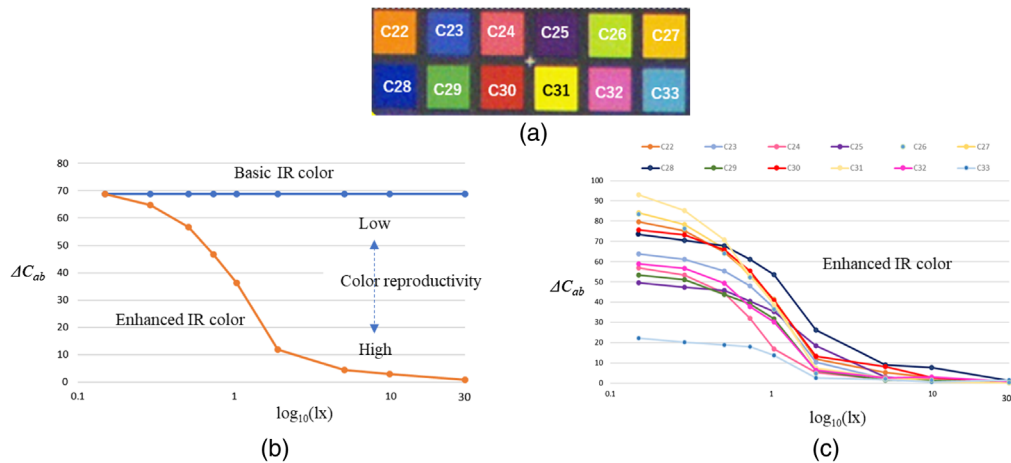 C22 C23 C24 C25 C26 C27
C28 C29 C30 C31 C32 C33
(a)
80
70
60
50
40
30
20
10
0
ΔCab
Basic IR color
Low
Color reproductivity
Enhanced IR color
High
0.1 1 10 30
log10(lx)
(b)
C22 C23 C24 C25 C26 C27
C28 C29 C30 C31 C32 C33
100
90
80
70
60
50
40
30
20
10
0
ΔCab
Enhanced IR color
0.1 1 10 30
log10(lx)
(c)